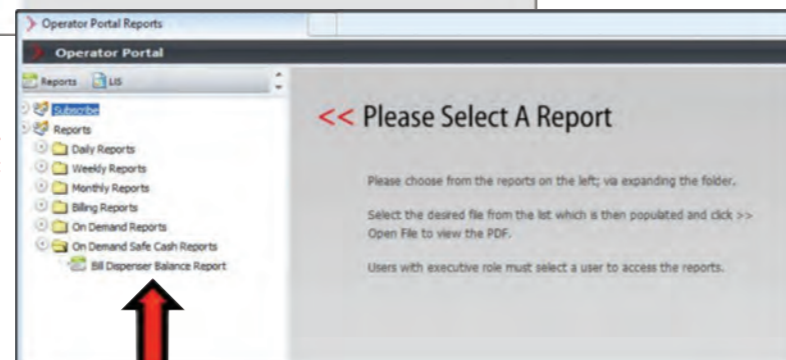 Operator Portal Reports
Operator Portal
Reports LIS
Subscribe
Reports
Daily Reports
Weekly Reports
Monthly Reports
Billing Reports
On Demand Reports
On Demand Safe Cash Reports
Bill Dispenser Balance Report
<< Please Select A Report
Please choose from the reports on the left; via expanding the folder.
Select the desired file from the list which is then populated and click >>
Open File to view the PDF.
Users with executive role must select a user to access the reports.